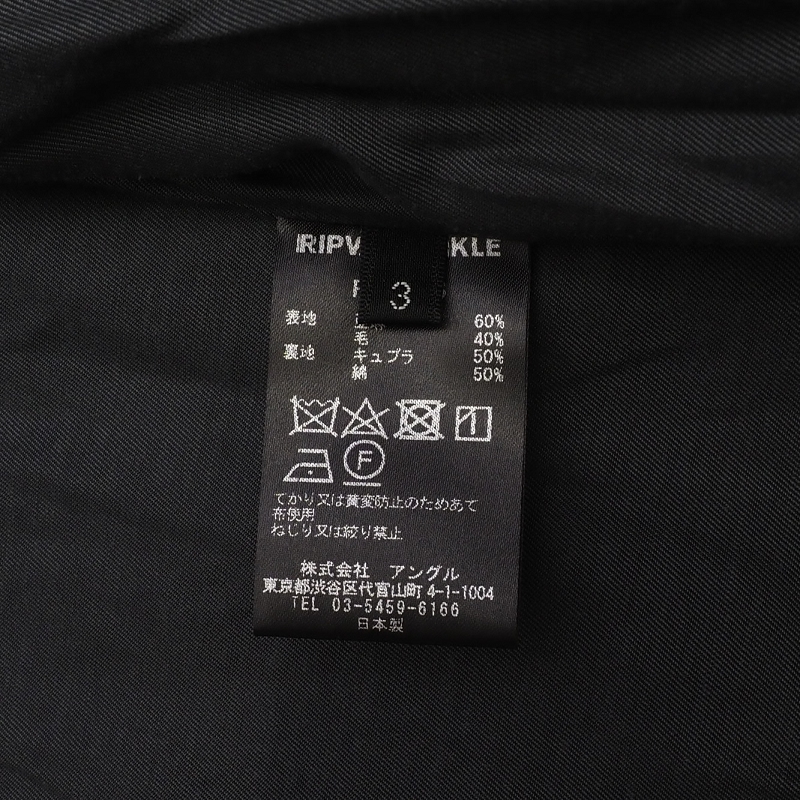 RIPV KLE
3
表地 60%
毛 40%
裏地 キュプラ 50%
綿 50%
F
てかり又は黄変防止のためあて
布使用
ねじり又は絞り禁止
株式会社 アングル
東京都渋谷区代官山町4-1-1004
TEL 03-5459-6166
日本製